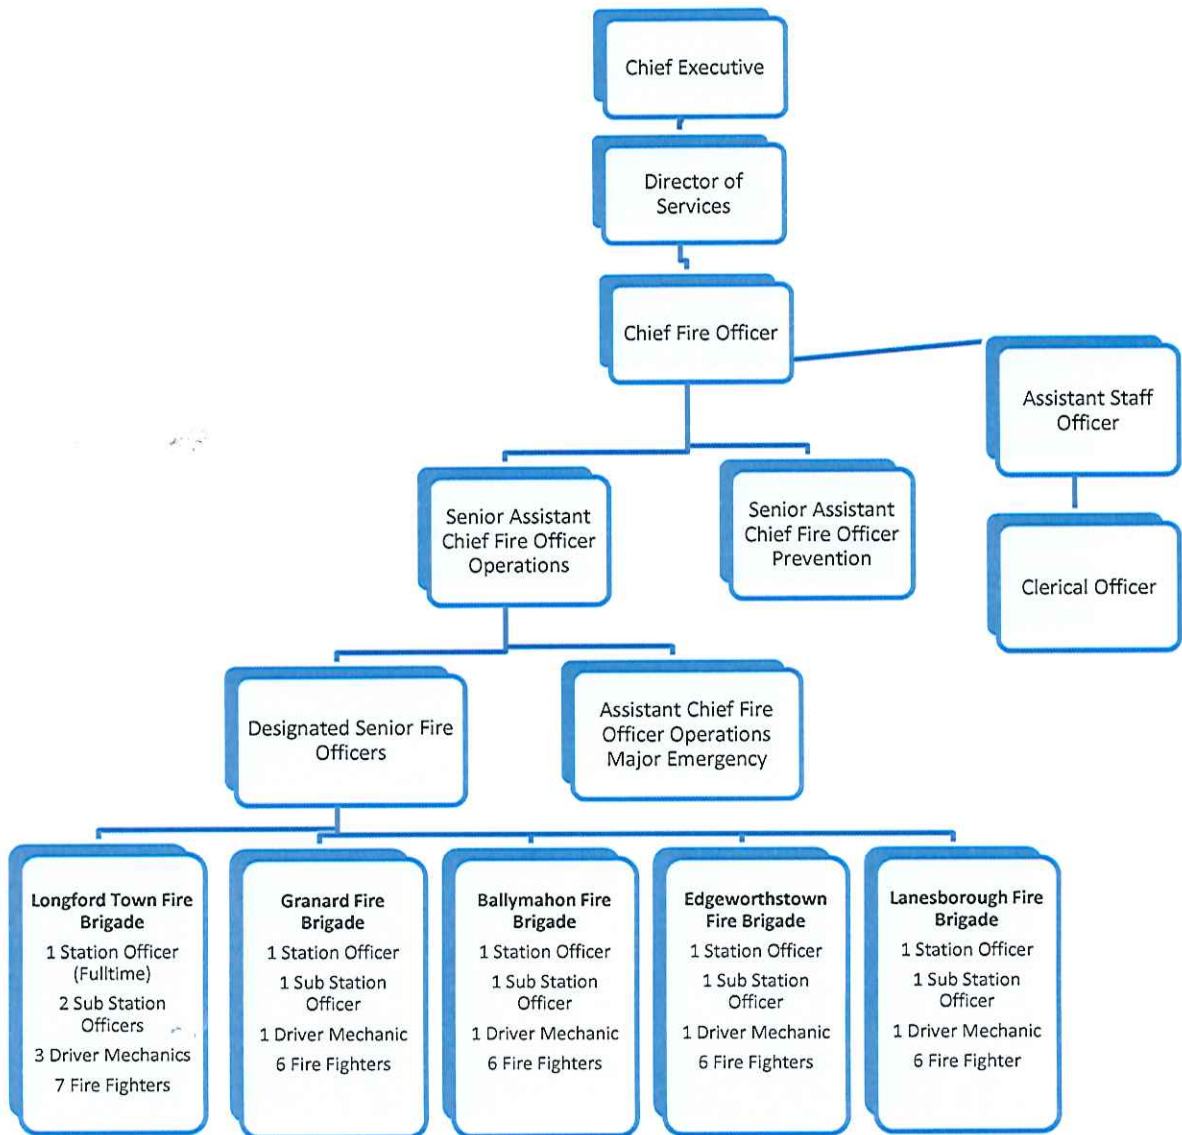 Chief Executive
Director of
Services
Chief Fire Officer
Assistant Staff
Officer
Clerical Officer
Senior Assistant
Chief Fire Officer
Operations
Senior Assistant
Chief Fire Officer
Prevention
Designated Senior Fire
Officers
Assistant Chief Fire
Officer Operations
Major Emergency
Longford Town Fire
Brigade
1 Station Officer
(Fulltime)
2 Sub Station
Officers
3 Driver Mechanics
7 Fire Fighters
Granard Fire
Brigade
1 Station Officer
1 Sub Station
Officer
1 Driver Mechanic
6 Fire Fighters
Ballymahon Fire
Brigade
1 Station Officer
1 Sub Station
Officer
1 Driver Mechanic
6 Fire Fighters
Edgeworthstown
Fire Brigade
1 Station Officer
1 Sub Station
Officer
1 Driver Mechanic
6 Fire Fighters
Lanesborough Fire
Brigade
1 Station Officer
1 Sub Station
Officer
1 Driver Mechanic
6 Fire Fighter